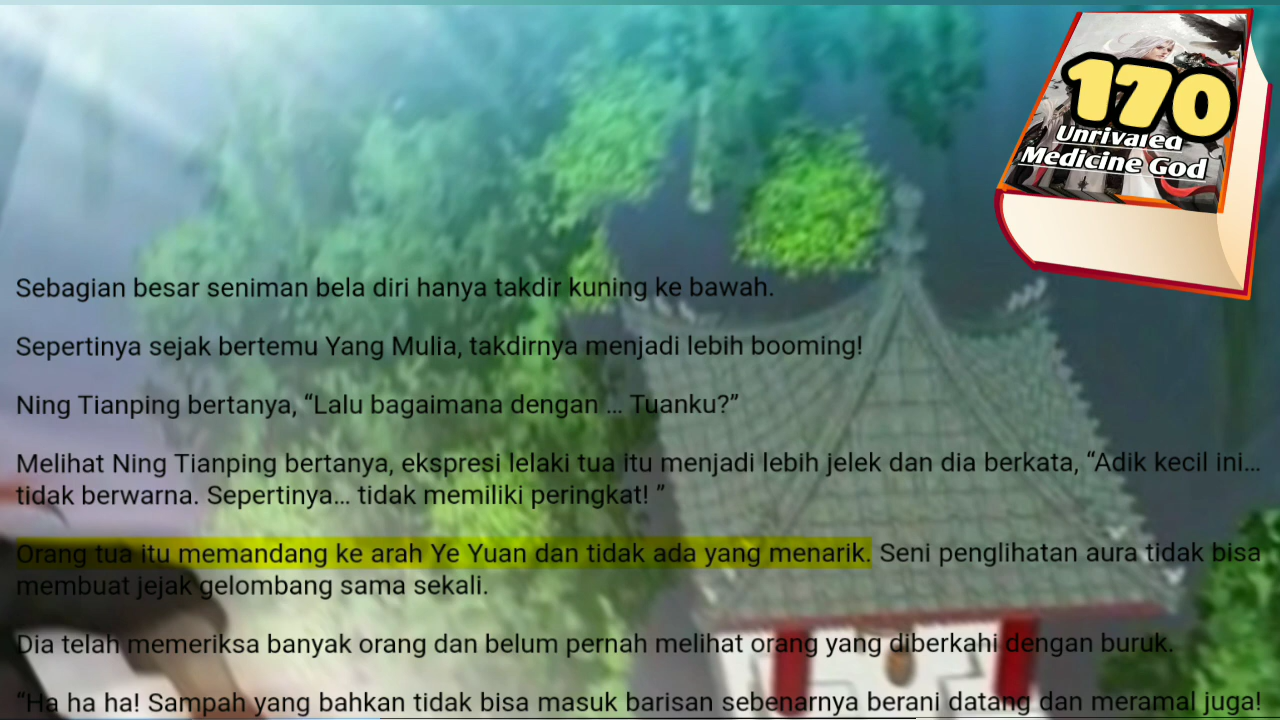 170
Unrivaled
Medicine God
Sebagian besar seniman bela diri hanya takdir kuning ke bawah.
Sepertinya sejak bertemu Yang Mulia, takdirnya menjadi lebih booming!
Ning Tianping bertanya, “Lalu bagaimana dengan … Tuanku?”
Melihat Ning Tianping bertanya, ekspresi lelaki tua itu menjadi lebih jelek dan dia berkata, “Adik kecil ini…
tidak berwarna. Sepertinya… tidak memiliki peringkat! ”
Orang tua itu memandang ke arah Ye Yuan dan tidak ada yang menarik. Seni penglihatan aura tidak bisa
membuat jejak gelombang sama sekali.
Dia telah memeriksa banyak orang dan belum pernah melihat orang yang diberkahi dengan buruk.
“Ha ha ha! Sampah yang bahkan tidak bisa masuk barisan sebenarnya berani datang dan meramal juga!